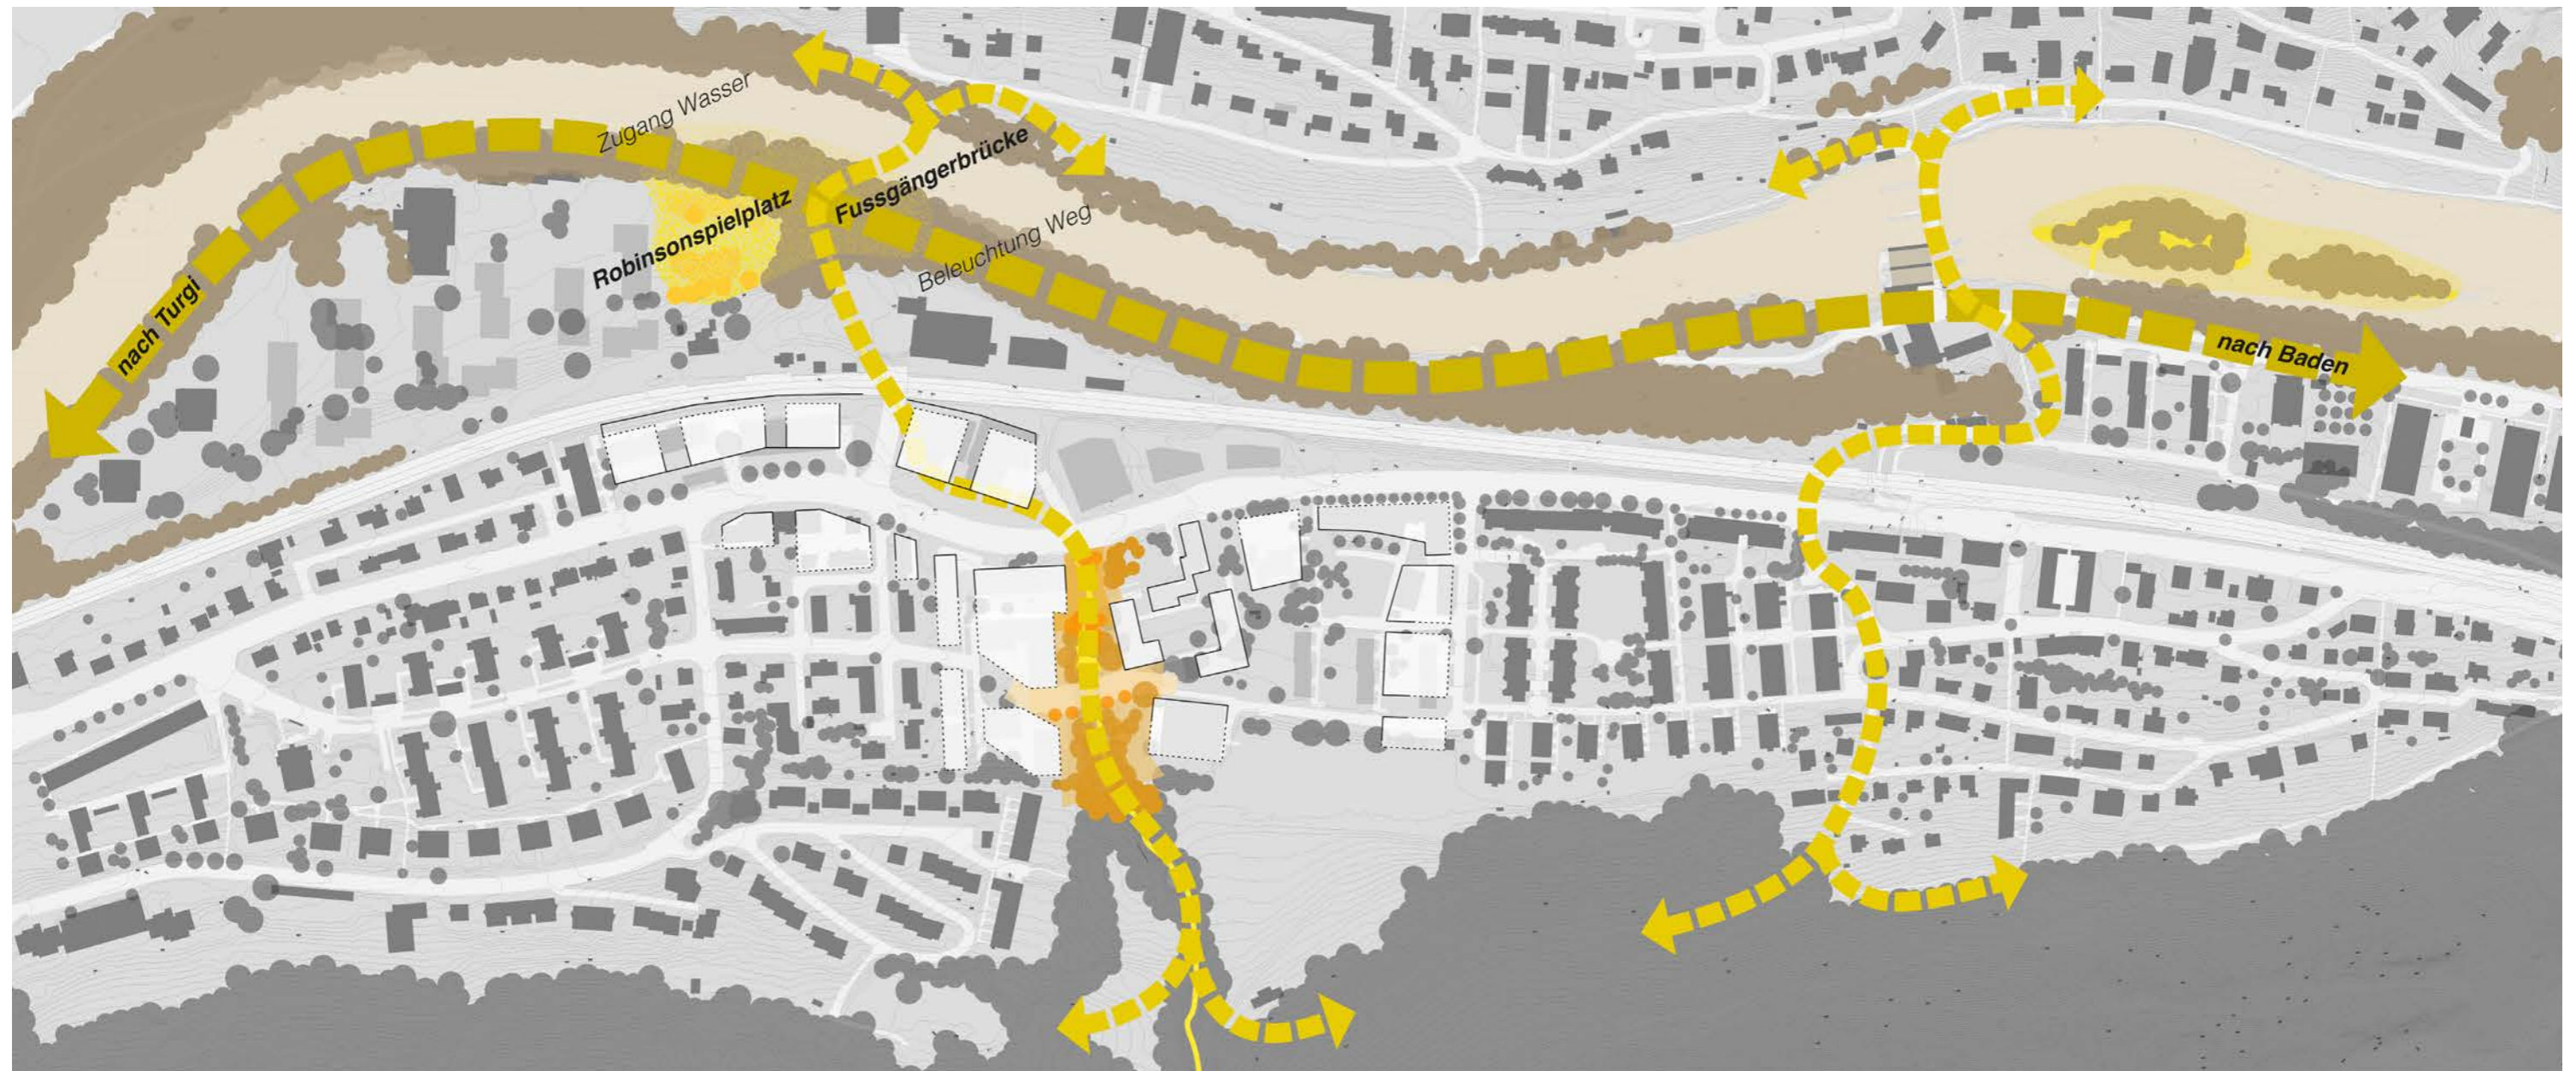 Zugang Wasser
Robinsonspielplatz
Fussgängerbrücke
Beleuchtung Weg
nach Turgi
nach Baden